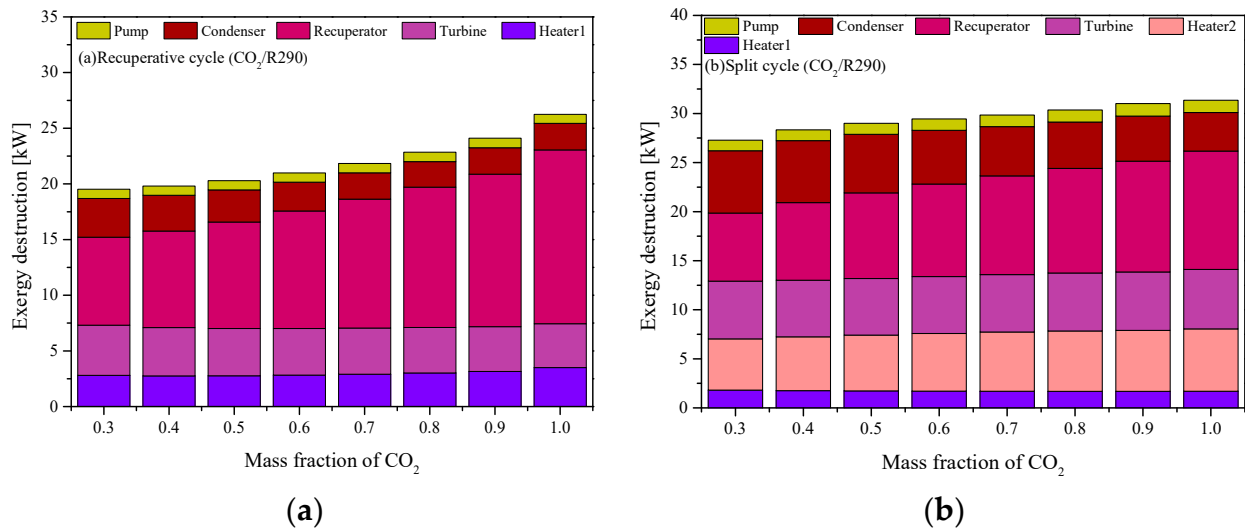 Pump Condenser Recuperator Turbine Heater1
(a)Recuperative cycle (CO₂/R290)
Exergy destruction [kW]
35
30
25
20
15
10
5
0
0.3 0.4 0.5 0.6 0.7 0.8 0.9 1.0
Mass fraction of CO₂
(a)
Pump Condenser Recuperator Turbine Heater2
Heater1
(b)Split cycle (CO₂/R290)
Exergy destruction [kW]
40
35
30
25
20
15
10
5
0
0.3 0.4 0.5 0.6 0.7 0.8 0.9 1.0
Mass fraction of CO₂
(b)